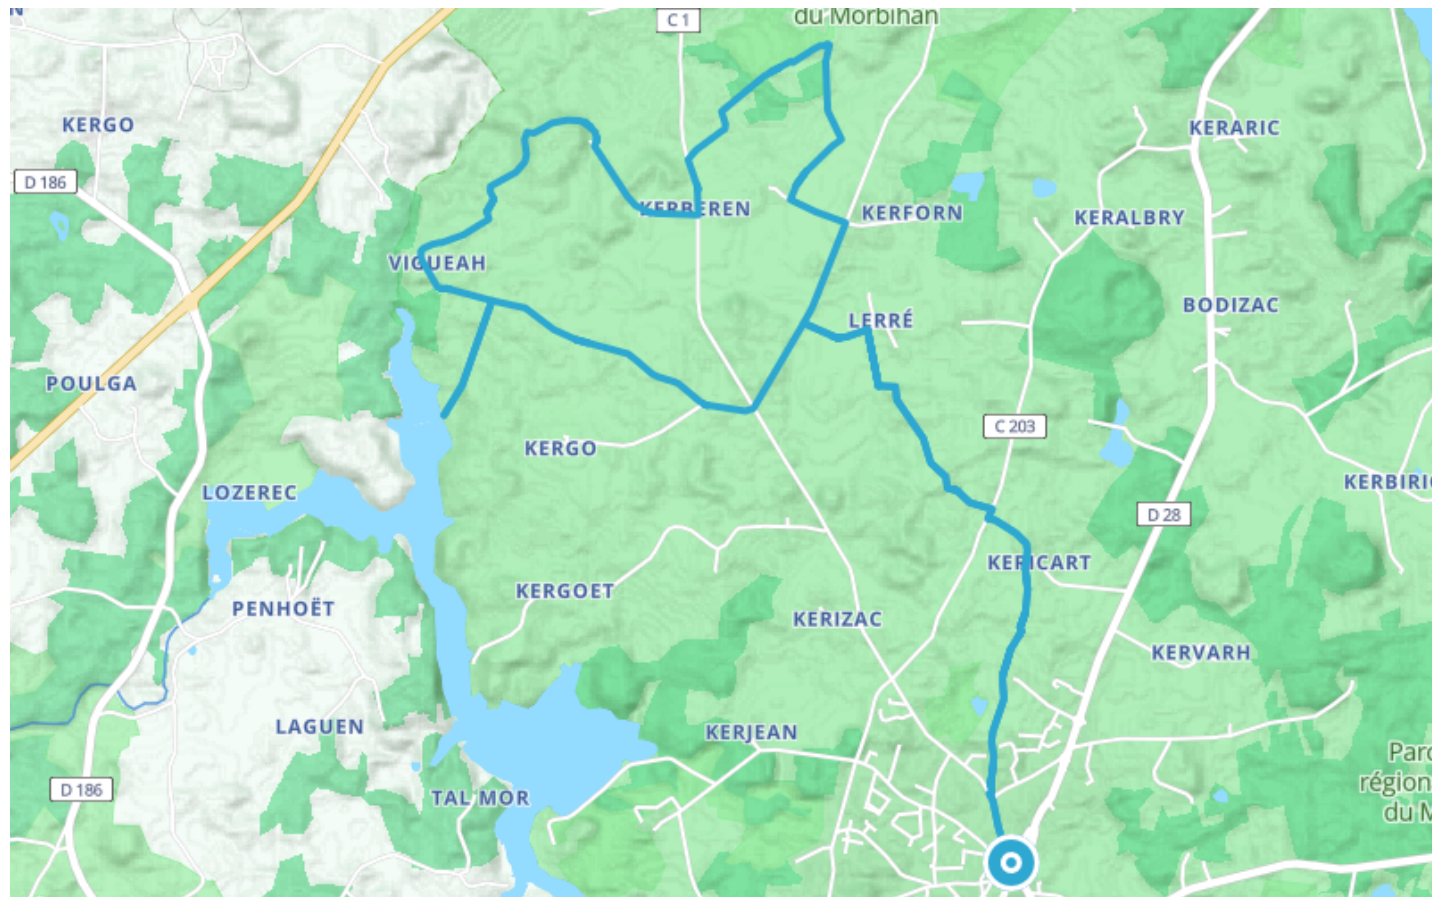 N
C 1
du Morbihan
KERGO
KERARIC
D 186
KERBEREN
KERFORN
KERALBRY
VIGUEAH
BODIZAC
LERRÉ
POULGA
C 203
KERGO
KERBIRI
LOZEREC
D 28
KERICART
KERGOET
PENHOËT
KERIZAC
KERVARH
LAGUEN
KERJEAN
Parc
région
du M
D 186
TAL MOR